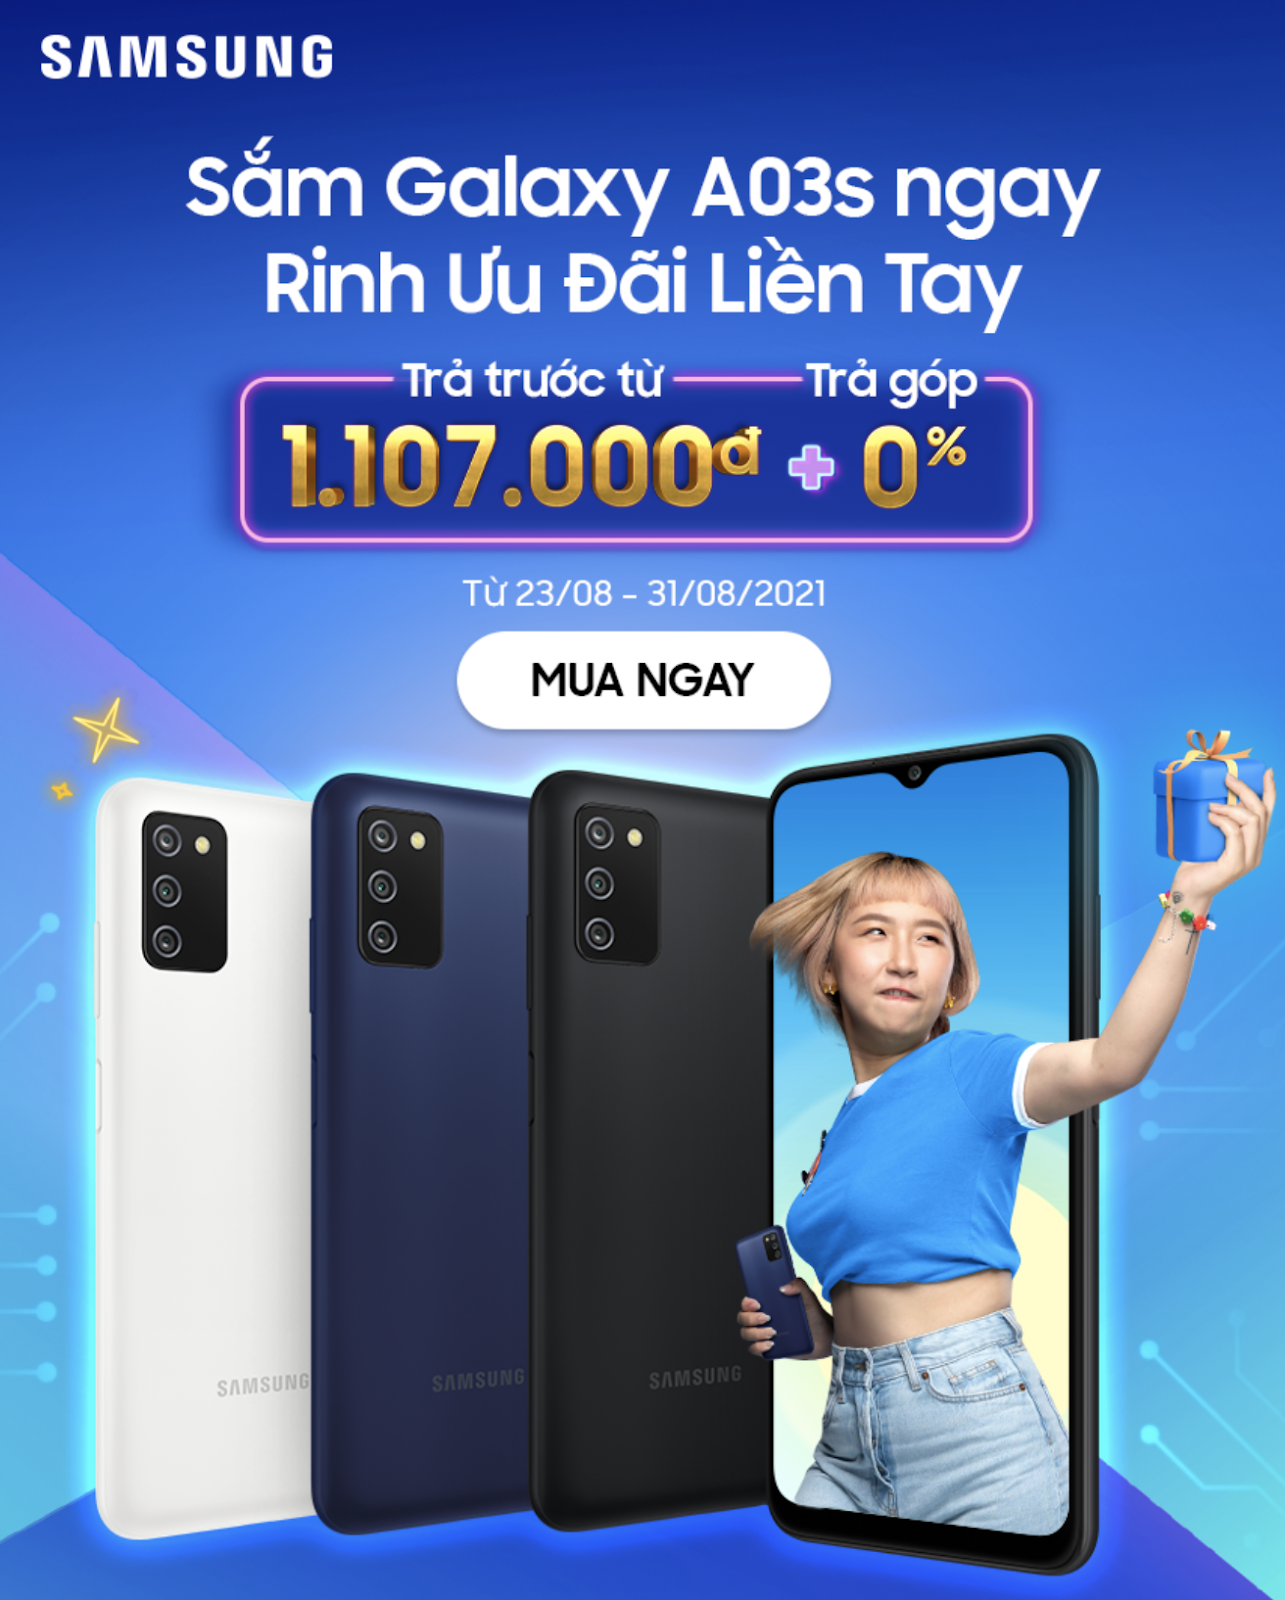 SAMSUNG
Sắm Galaxy A03s ngay
Rinh Ưu Đãi Liền Tay
Trả trước từ Trả góp
1.107.000đ + 0%
Từ 23/08 - 31/08/2021
MUA NGAY
SAMSUNG SAMSUNG SAMSUNG